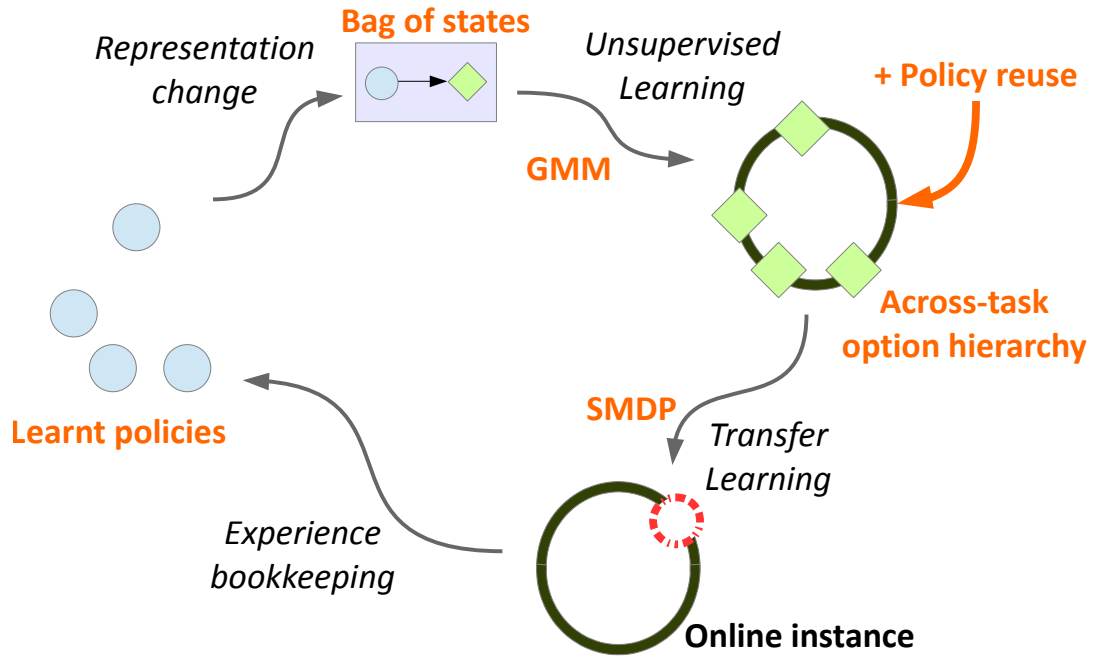 Bag of states
Representation
change
Unsupervised
Learning
+ Policy reuse
GMM
Across-task
option hierarchy
SMDP
Transfer
Learning
Learnt policies
Experience
bookkeeping
Online instance